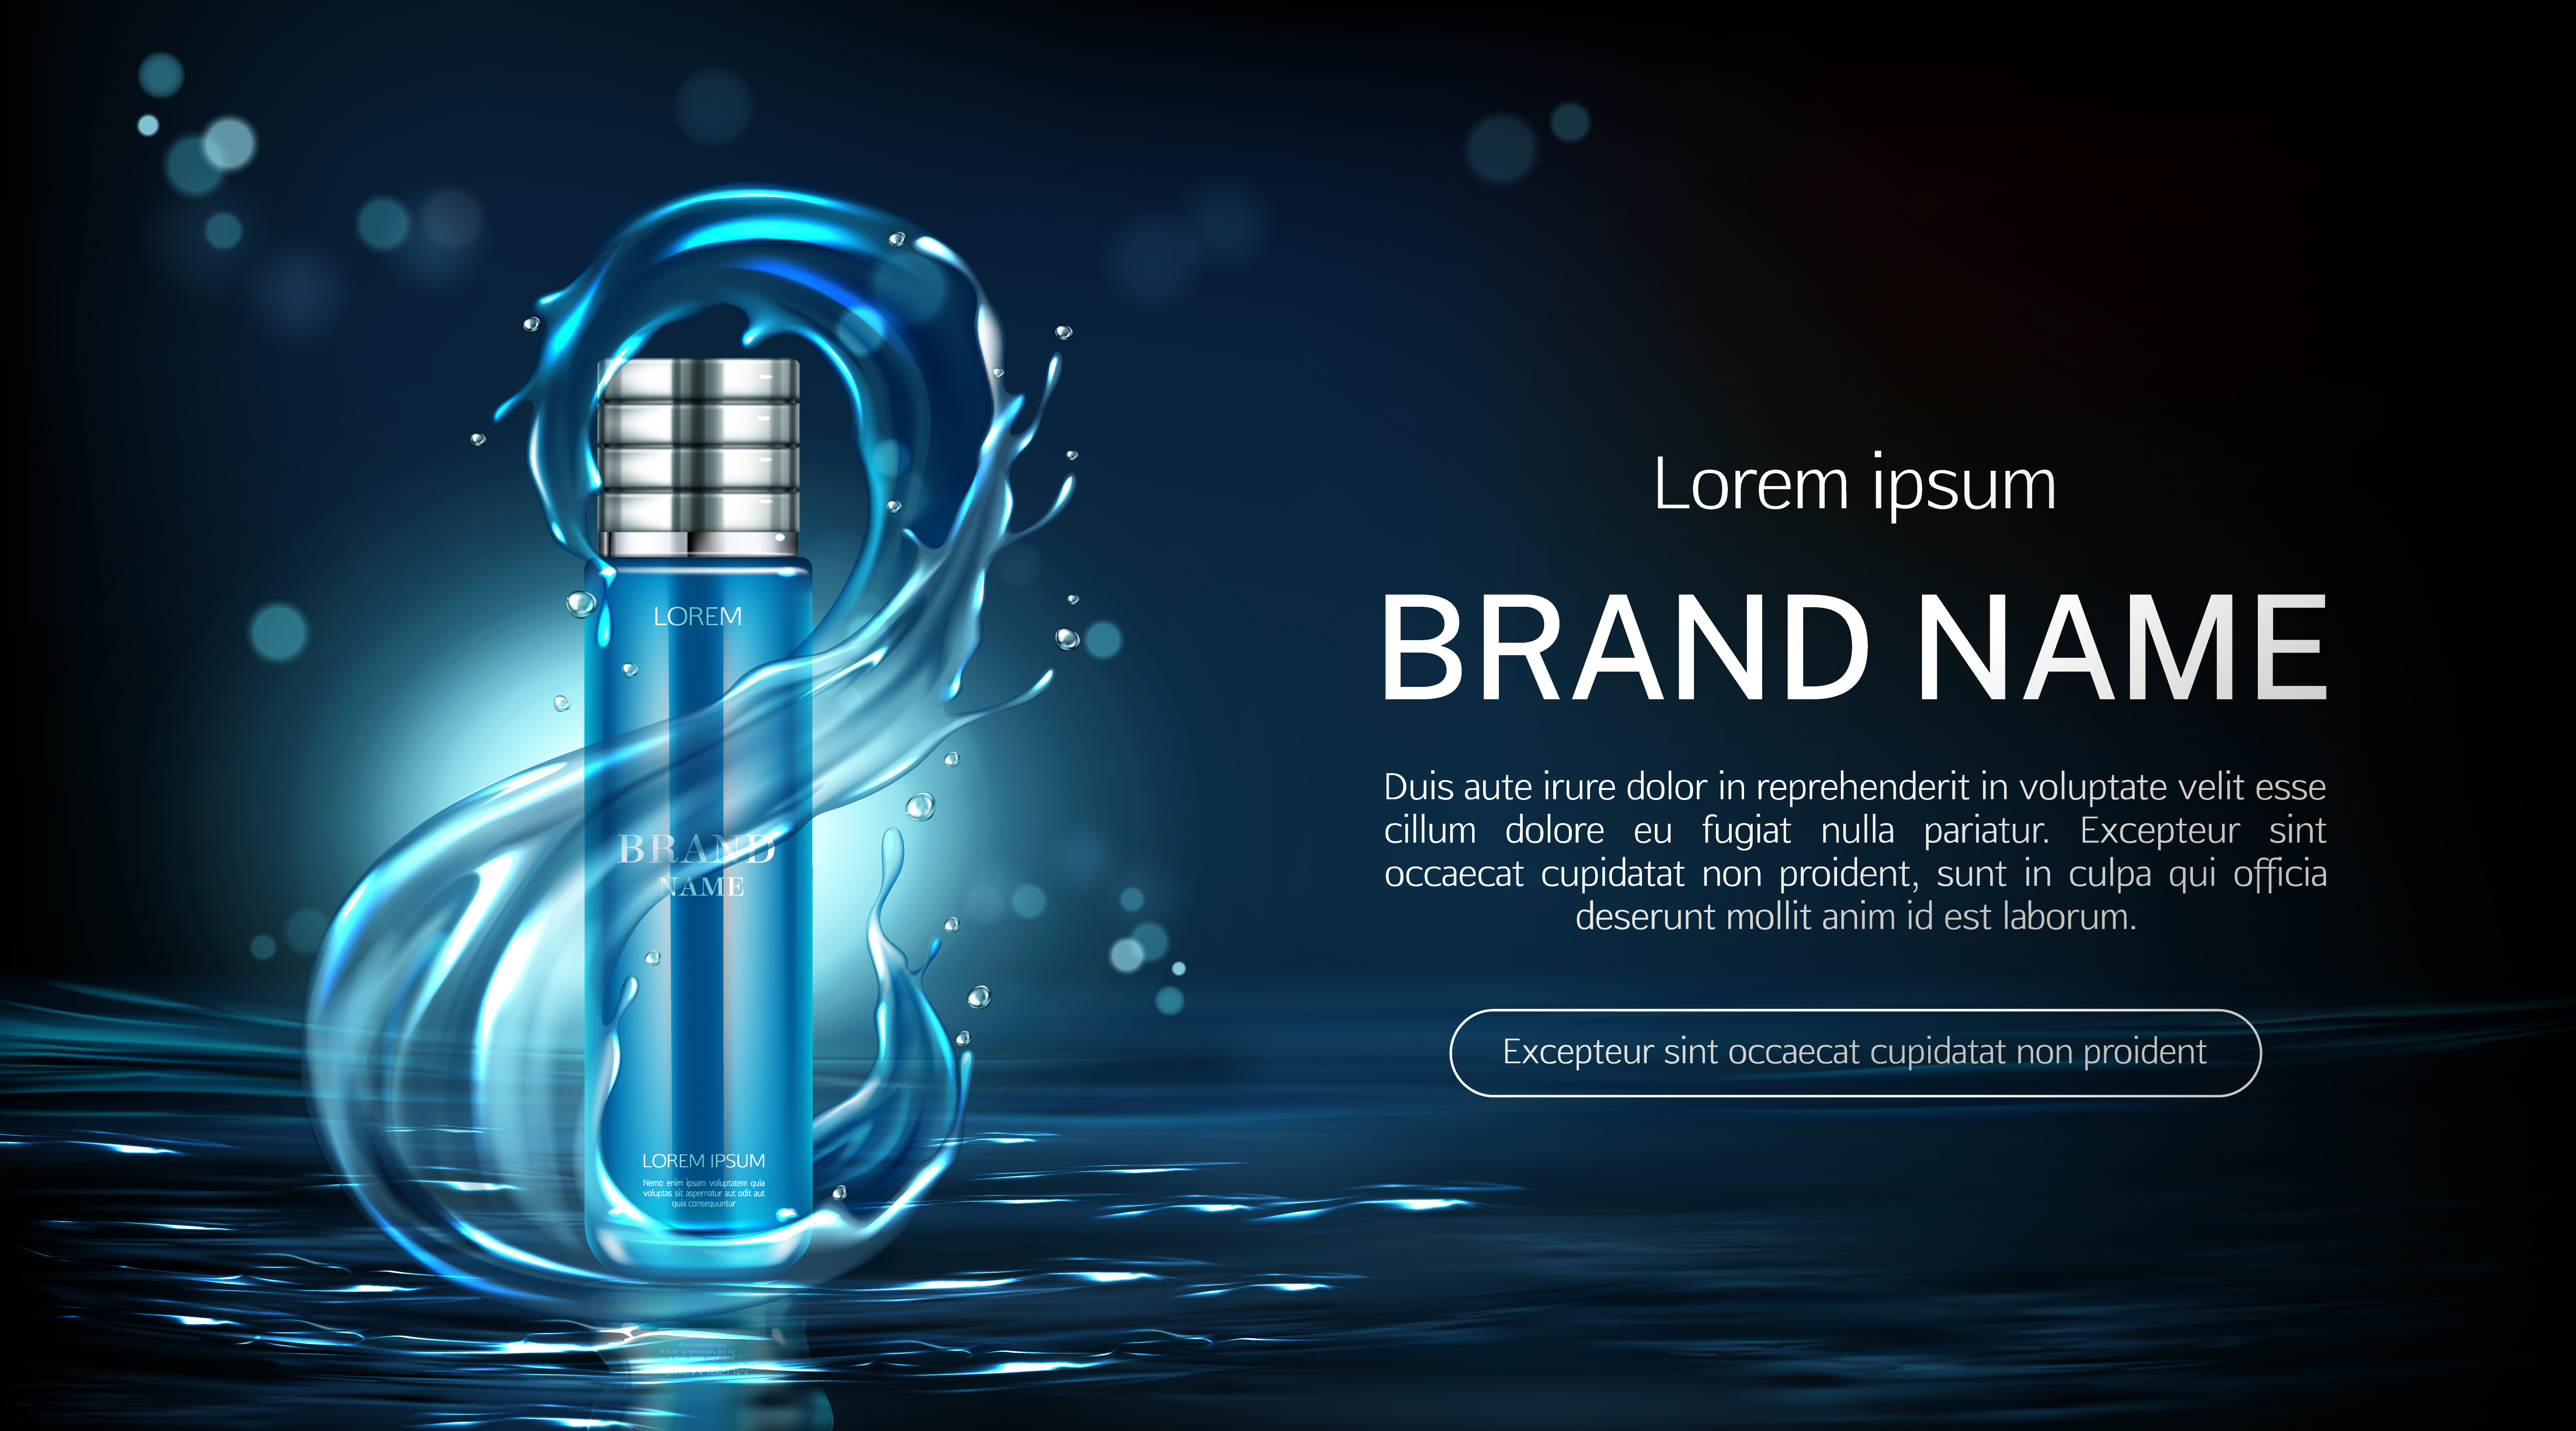 LOREM
BRAND
NAME
LOREM IPSUM
Nemo enim ipsam voluptatem quia
voluptas sit aspernatur aut odit aut
quia consequuntur
Lorem ipsum
BRAND NAME
Duis aute irure dolor in reprehenderit in voluptate velit esse
cillum dolore eu fugiat nulla pariatur. Excepteur sint
occaecat cupidatat non proident, sunt in culpa qui officia
deserunt mollit anim id est laborum.
Excepteur sint occaecat cupidatat non proident